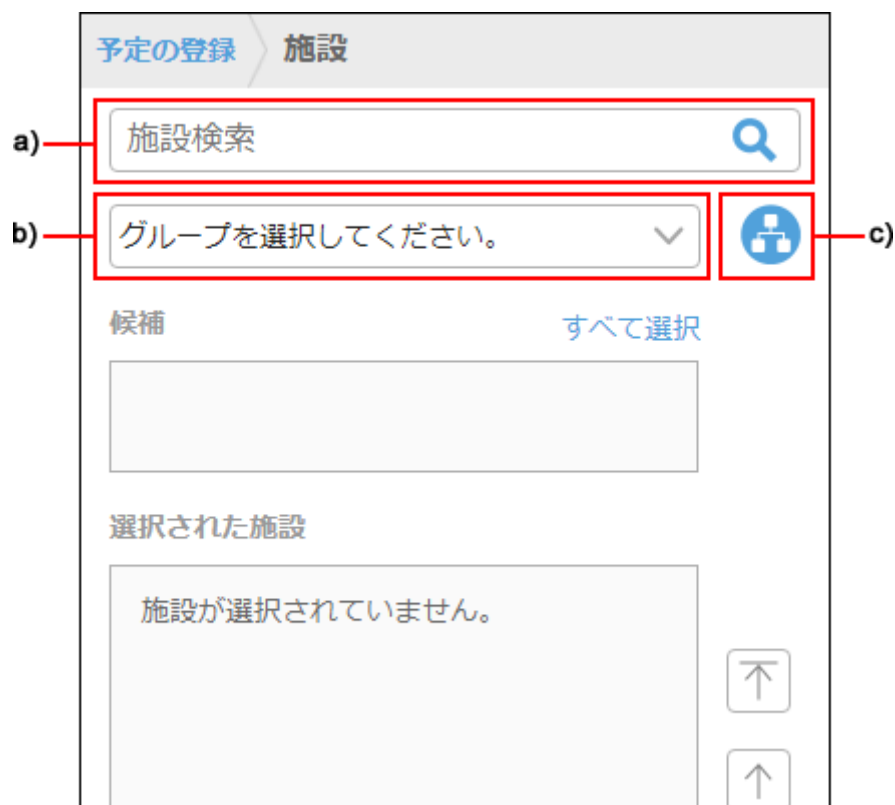 予定の登録 施設
a) 施設検索
b) グループを選択してください。 c)
候補 すべて選択
選択された施設
施設が選択されていません。